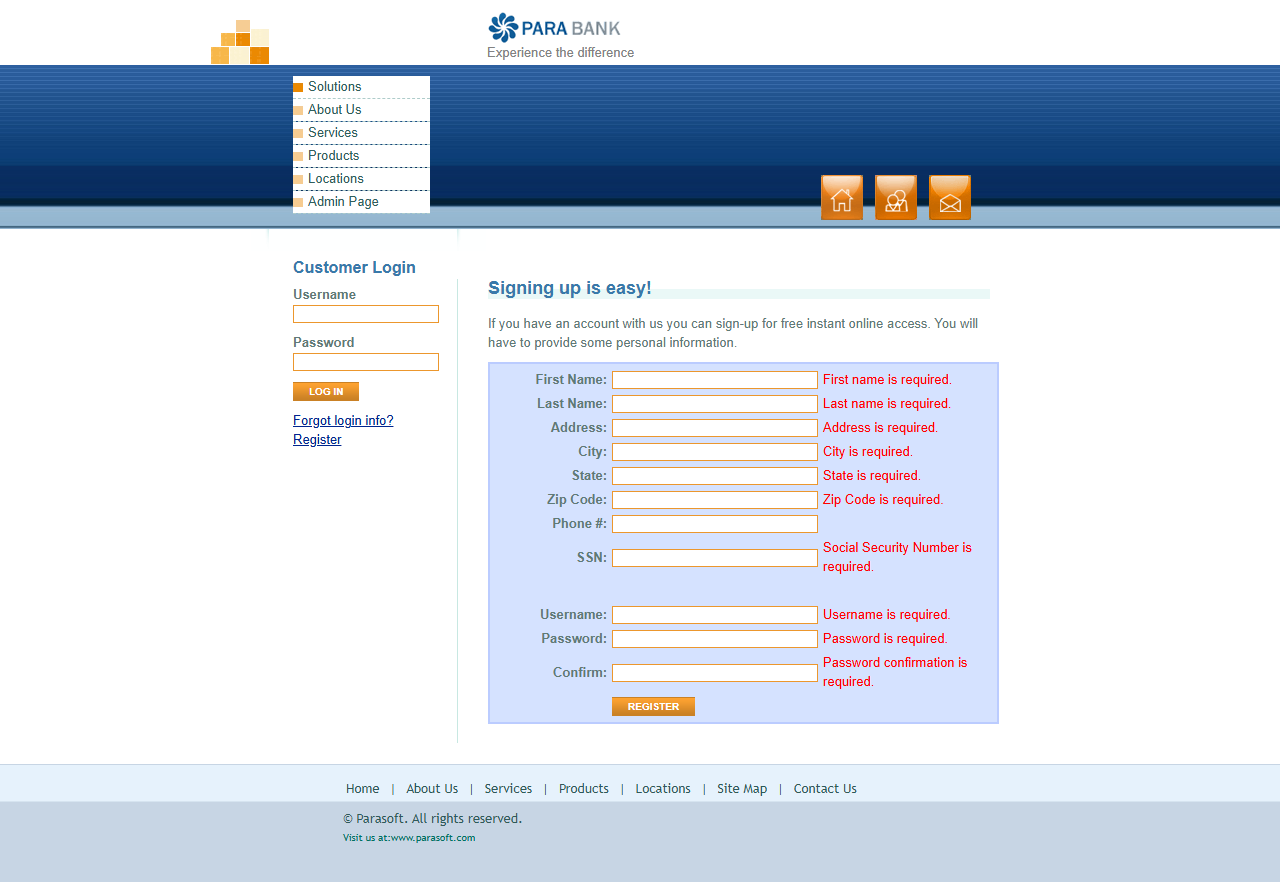 PARA BANK
Experience the difference
Solutions
About Us
Services
Products
Locations
Admin Page
Customer Login
Username
Password
LOG IN
Forgot login info?
Register
Signing up is easy!
If you have an account with us you can sign-up for free instant online access. You will
have to provide some personal information.
First Name: First name is required.
Last Name: Last name is required.
Address: Address is required.
City: City is required.
State: State is required.
Zip Code: Zip Code is required.
Phone #:
SSN: Social Security Number is
required.
Username: Username is required.
Password: Password is required.
Confirm: Password confirmation is
required.
REGISTER
Home | About Us | Services | Products | Locations | Site Map | Contact Us
© Parasoft. All rights reserved.
Visit us at:www.parasoft.com